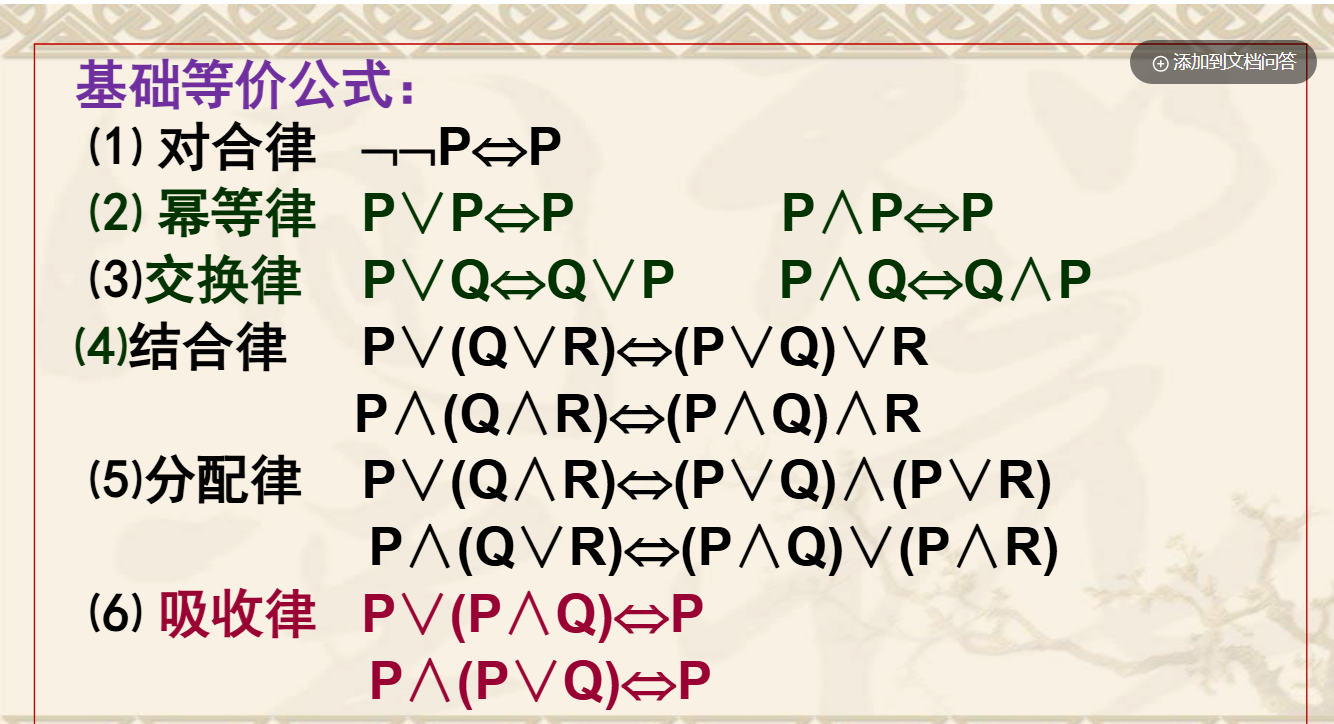 添加到文档问答
基础等价公式：
(1) 对合律 ¬¬P⇔P
(2) 幂等律 P∨P⇔P P∧P⇔P
(3)交换律 P∨Q⇔Q∨P P∧Q⇔Q∧P
(4)结合律 P∨(Q∨R)⇔(P∨Q)∨R
P∧(Q∧R)⇔(P∧Q)∧R
(5)分配律 P∨(Q∧R)⇔(P∨Q)∧(P∨R)
P∧(Q∨R)⇔(P∧Q)∨(P∧R)
(6) 吸收律 P∨(P∧Q)⇔P
P∧(P∨Q)⇔P